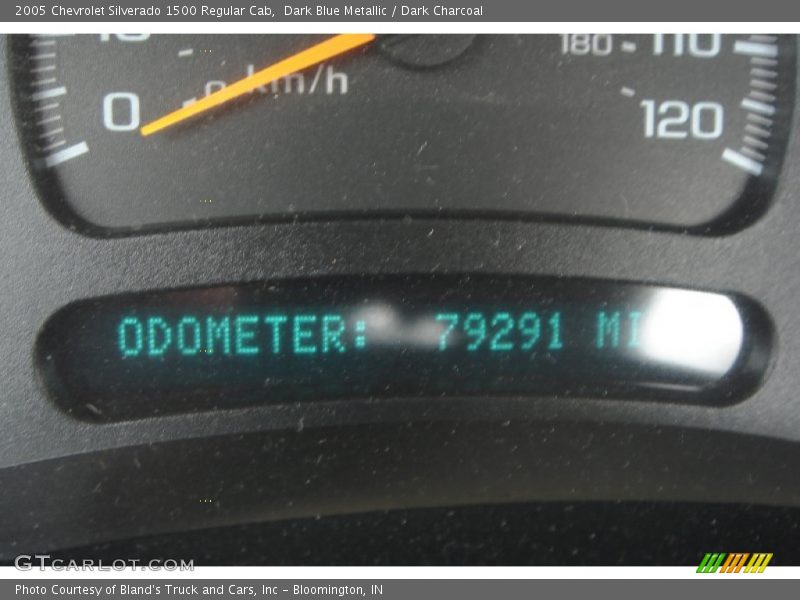 2005 Chevrolet Silverado 1500 Regular Cab,  Dark Blue Metallic / Dark Charcoal
180 110
0 0 km/h
120
ODOMETER: 79291 MI
GTCARLOT.COM
Photo Courtesy of Bland's Truck and Cars, Inc - Bloomington, IN